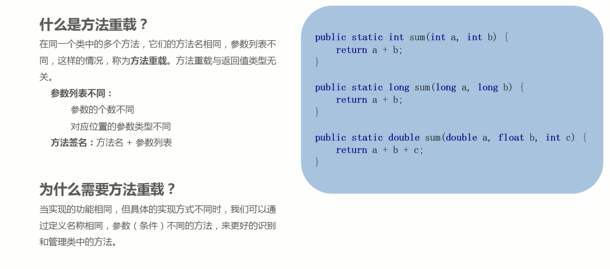 什么是方法重载？
在同一个类中的多个方法，它们的方法名相同，参数列表不
同，这样的情况，称为方法重载。方法重载与返回值类型无
关。
参数列表不同：
参数的个数不同
对应位置的参数类型不同
方法签名：方法名 + 参数列表
为什么需要方法重载？
当实现的功能相同，但具体的实现方式不同时，我们可以通
过定义名称相同，参数（条件）不同的方法，来更好的识别
和管理类中的方法。
public static int sum(int a, int b) {
return a + b;
}
public static long sum(long a, long b) {
return a + b;
}
public static double sum(double a, float b, int c) {
return a + b + c;
}